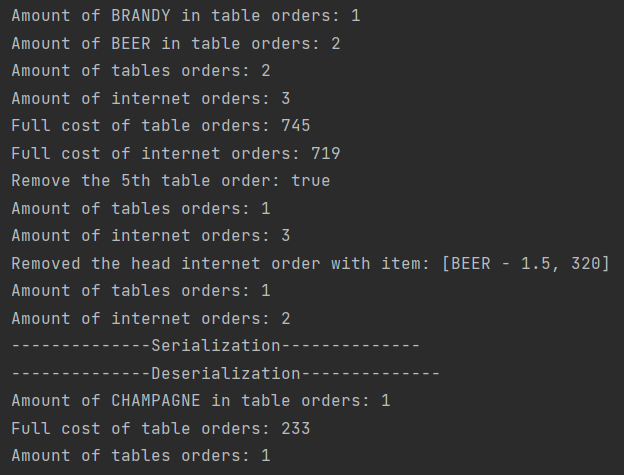 Amount of BRANDY in table orders: 1
Amount of BEER in table orders: 2
Amount of tables orders: 2
Amount of internet orders: 3
Full cost of table orders: 745
Full cost of internet orders: 719
Remove the 5th table order: true
Amount of tables orders: 1
Amount of internet orders: 3
Removed the head internet order with item: [BEER - 1.5, 320]
Amount of tables orders: 1
Amount of internet orders: 2
--------------Serialization--------------
--------------Deserialization--------------
Amount of CHAMPAGNE in table orders: 1
Full cost of table orders: 233
Amount of tables orders: 1